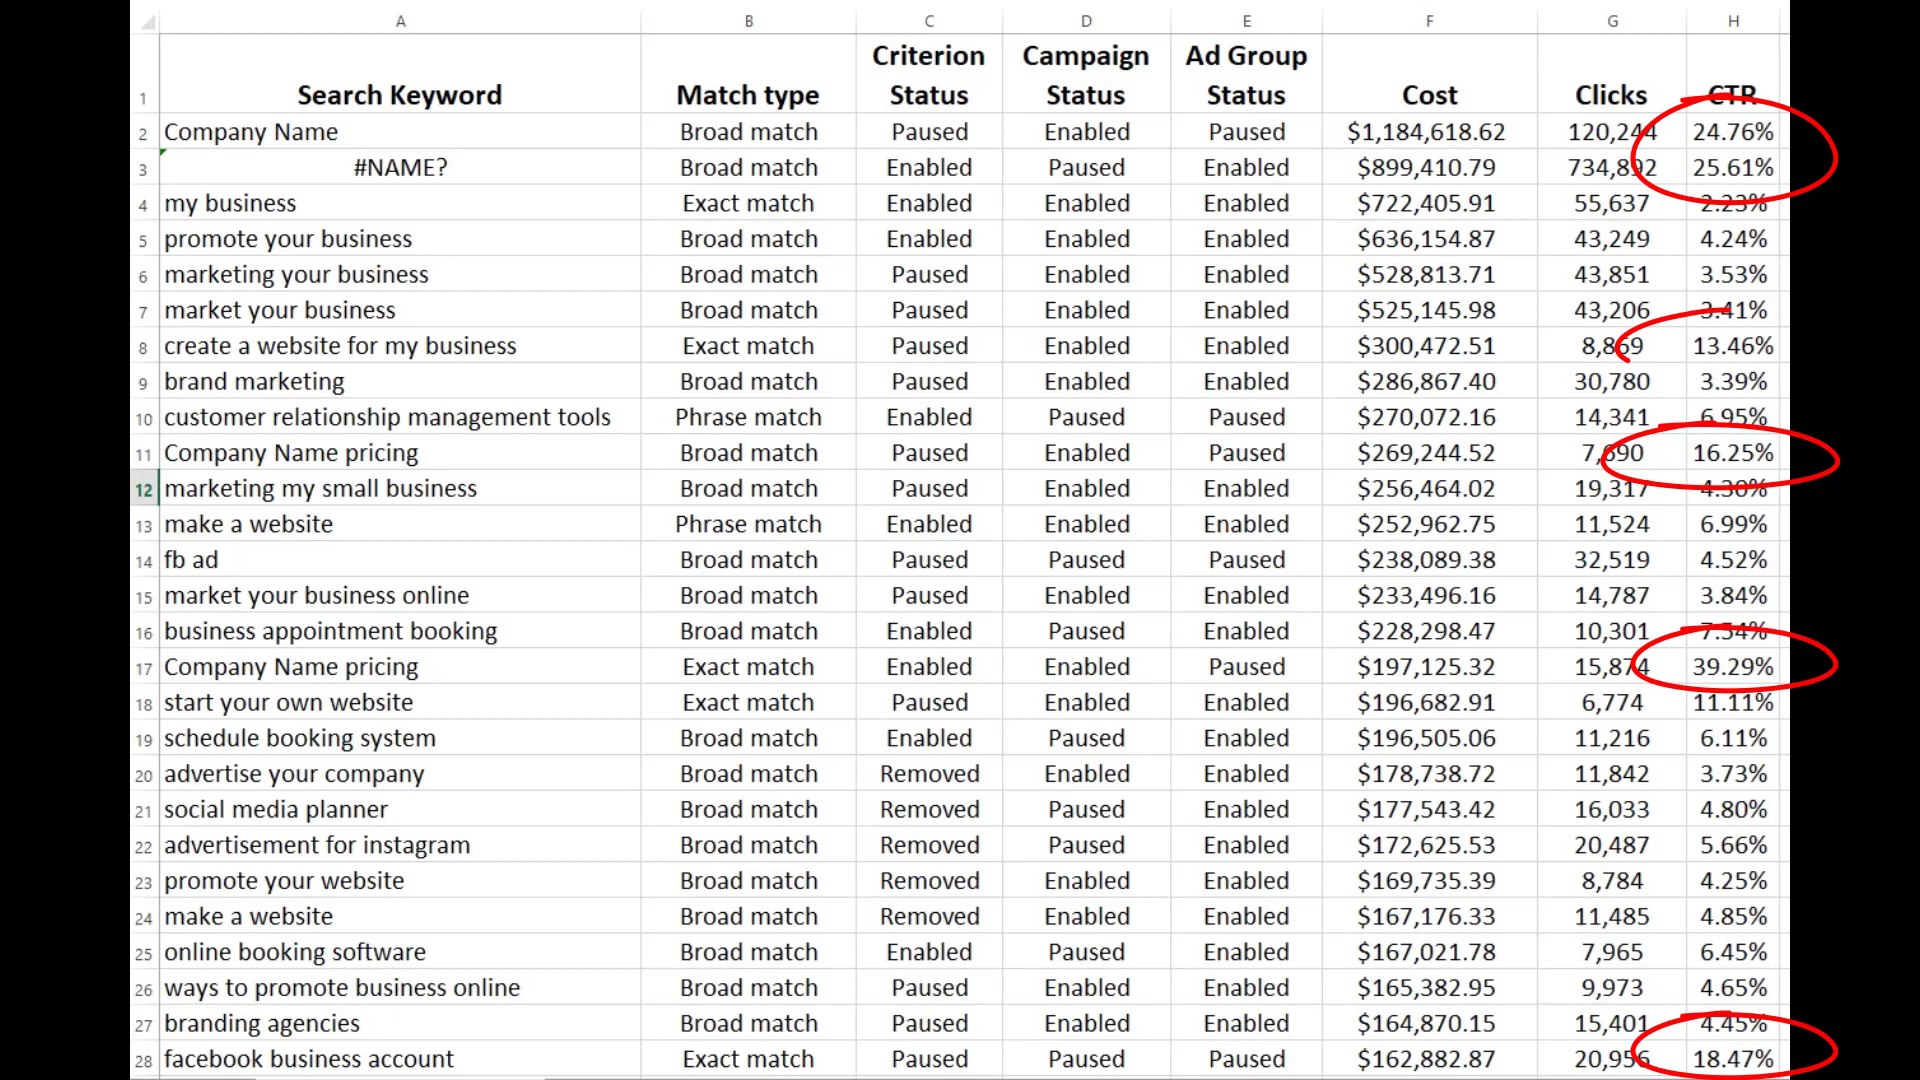 A B C D E F G H
1 Search Keyword Match type Criterion Status Campaign Status Ad Group Status Cost Clicks CTR
2 Company Name Broad match Paused Enabled Paused $1,184,618.62 120,244 24.76%
3 #NAME? Broad match Enabled Paused Enabled $899,410.79 734,892 25.61%
4 my business Exact match Enabled Enabled Enabled $722,405.91 55,637 2.23%
5 promote your business Broad match Enabled Enabled Enabled $636,154.87 43,249 4.24%
6 marketing your business Broad match Paused Enabled Enabled $528,813.71 43,851 3.53%
7 market your business Broad match Paused Enabled Enabled $525,145.98 43,206 3.41%
8 create a website for my business Exact match Paused Enabled Enabled $300,472.51 8,869 13.46%
9 brand marketing Broad match Paused Enabled Enabled $286,867.40 30,780 3.39%
10 customer relationship management tools Phrase match Enabled Paused Paused $270,072.16 14,341 6.95%
11 Company Name pricing Broad match Paused Enabled Paused $269,244.52 7,690 16.25%
12 marketing my small business Broad match Paused Enabled Enabled $256,464.02 19,317 4.30%
13 make a website Phrase match Enabled Enabled Enabled $252,962.75 11,524 6.99%
14 fb ad Broad match Paused Paused Paused $238,089.38 32,519 4.52%
15 market your business online Broad match Paused Enabled Enabled $233,496.16 14,787 3.84%
16 business appointment booking Broad match Enabled Paused Enabled $228,298.47 10,301 7.54%
17 Company Name pricing Exact match Enabled Enabled Paused $197,125.32 15,874 39.29%
18 start your own website Exact match Paused Enabled Enabled $196,682.91 6,774 11.11%
19 schedule booking system Broad match Enabled Paused Enabled $196,505.06 11,216 6.11%
20 advertise your company Broad match Removed Enabled Enabled $178,738.72 11,842 3.73%
21 social media planner Broad match Removed Paused Enabled $177,543.42 16,033 4.80%
22 advertisement for instagram Broad match Removed Paused Enabled $172,625.53 20,487 5.66%
23 promote your website Broad match Removed Enabled Enabled $169,735.39 8,784 4.25%
24 make a website Broad match Removed Enabled Enabled $167,176.33 11,485 4.85%
25 online booking software Broad match Enabled Paused Enabled $167,021.78 7,965 6.45%
26 ways to promote business online Broad match Paused Enabled Enabled $165,382.95 9,973 4.65%
27 branding agencies Broad match Paused Enabled Enabled $164,870.15 15,401 4.45%
28 facebook business account Exact match Paused Paused Paused $162,882.87 20,956 18.47%